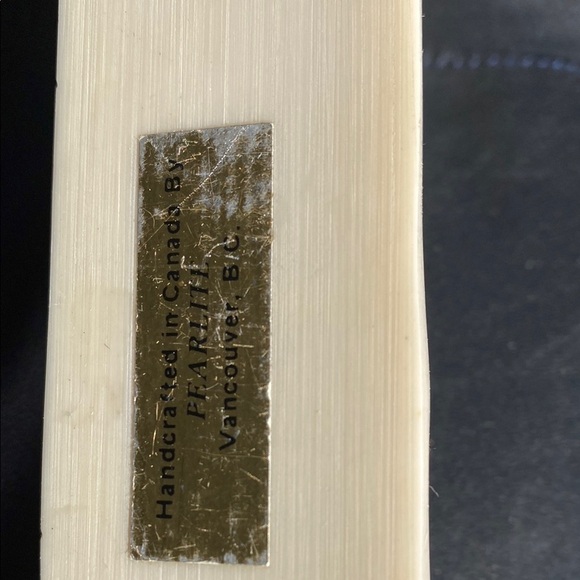 Handcrafted in Canada By
PEARLITE
Vancouver, B.C.